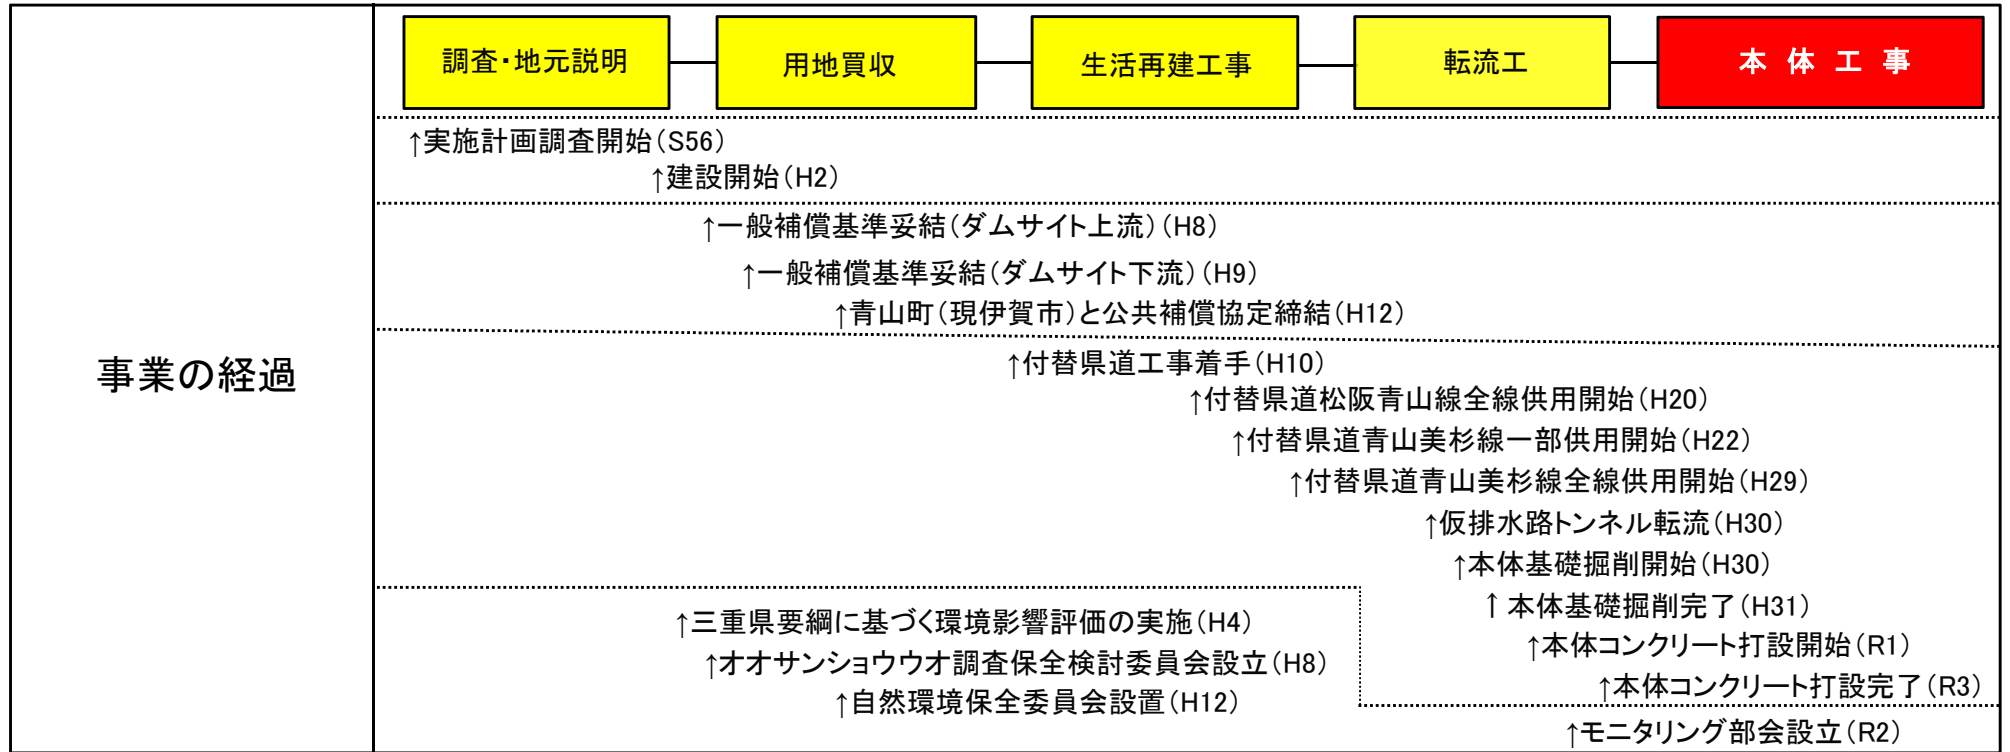 事業の経過
調査・地元説明
用地買収
生活再建工事
転流工
本体工事
↑実施計画調査開始(S56)
↑建設開始(H2)
↑一般補償基準妥結(ダムサイト上流)(H8)
↑一般補償基準妥結(ダムサイト下流)(H9)
↑青山町(現伊賀市)と公共補償協定締結(H12)
↑付替県道工事着手(H10)
↑付替県道松阪青山線全線供用開始(H20)
↑付替県道青山美杉線一部供用開始(H22)
↑付替県道青山美杉線全線供用開始(H29)
↑仮排水路トンネル転流(H30)
↑本体基礎掘削開始(H30)
↑本体基礎掘削完了(H31)
↑本体コンクリート打設開始(R1)
↑本体コンクリート打設完了(R3)
↑三重県要綱に基づく環境影響評価の実施(H4)
↑オオサンショウウオ調査保全検討委員会設立(H8)
↑自然環境保全委員会設置(H12)
↑モニタリング部会設立(R2)